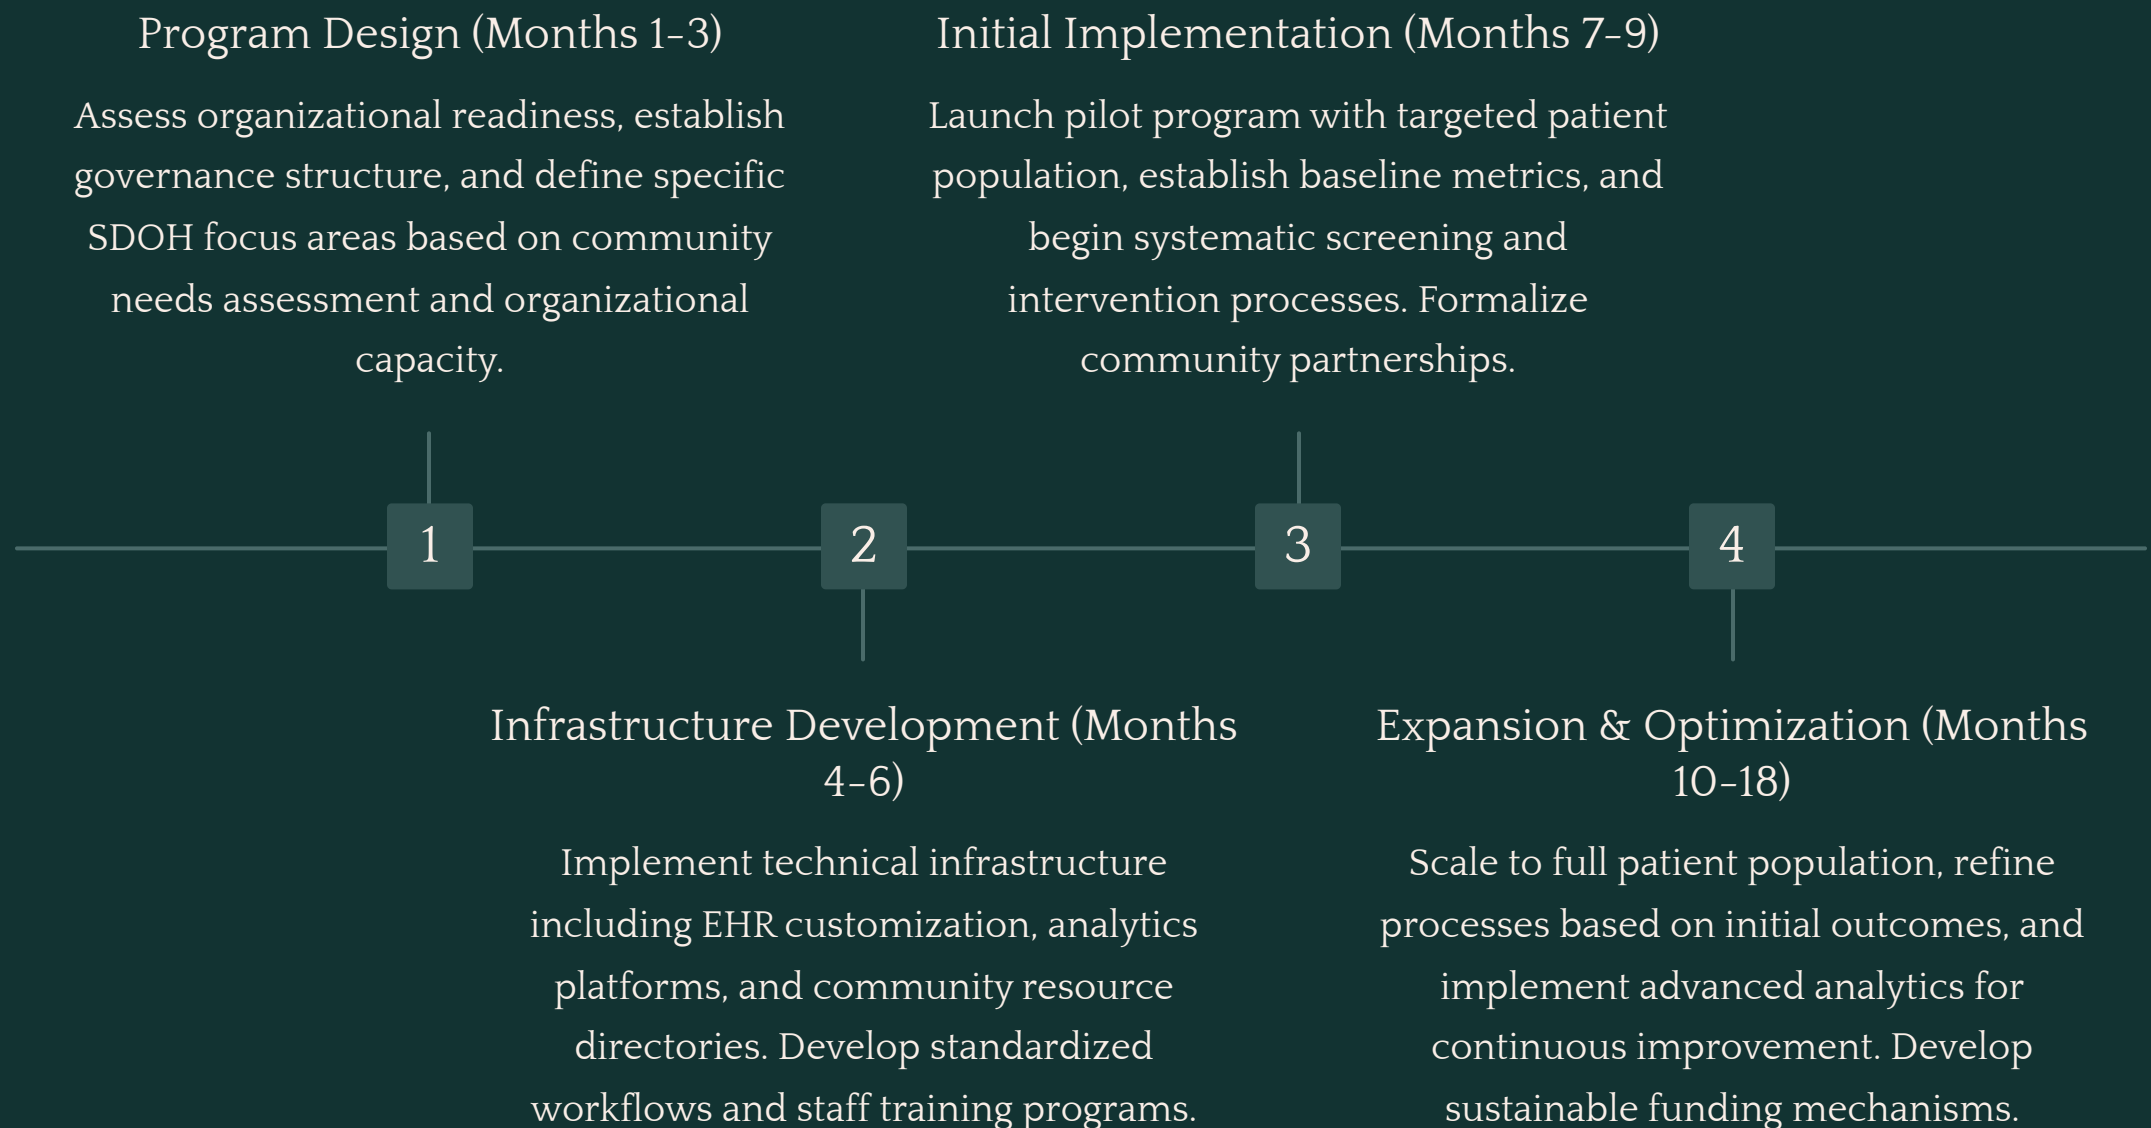 Program Design (Months 1–3)
Assess organizational readiness, establish
governance structure, and define specific
SDOH focus areas based on community
needs assessment and organizational
capacity.
Initial Implementation (Months 7–9)
Launch pilot program with targeted patient
population, establish baseline metrics, and
begin systematic screening and
intervention processes. Formalize
community partnerships.
1
2
3
4
Infrastructure Development (Months
4–6)
Implement technical infrastructure
including EHR customization, analytics
platforms, and community resource
directories. Develop standardized
workflows and staff training programs.
Expansion & Optimization (Months
10–18)
Scale to full patient population, refine
processes based on initial outcomes, and
implement advanced analytics for
continuous improvement. Develop
sustainable funding mechanisms.